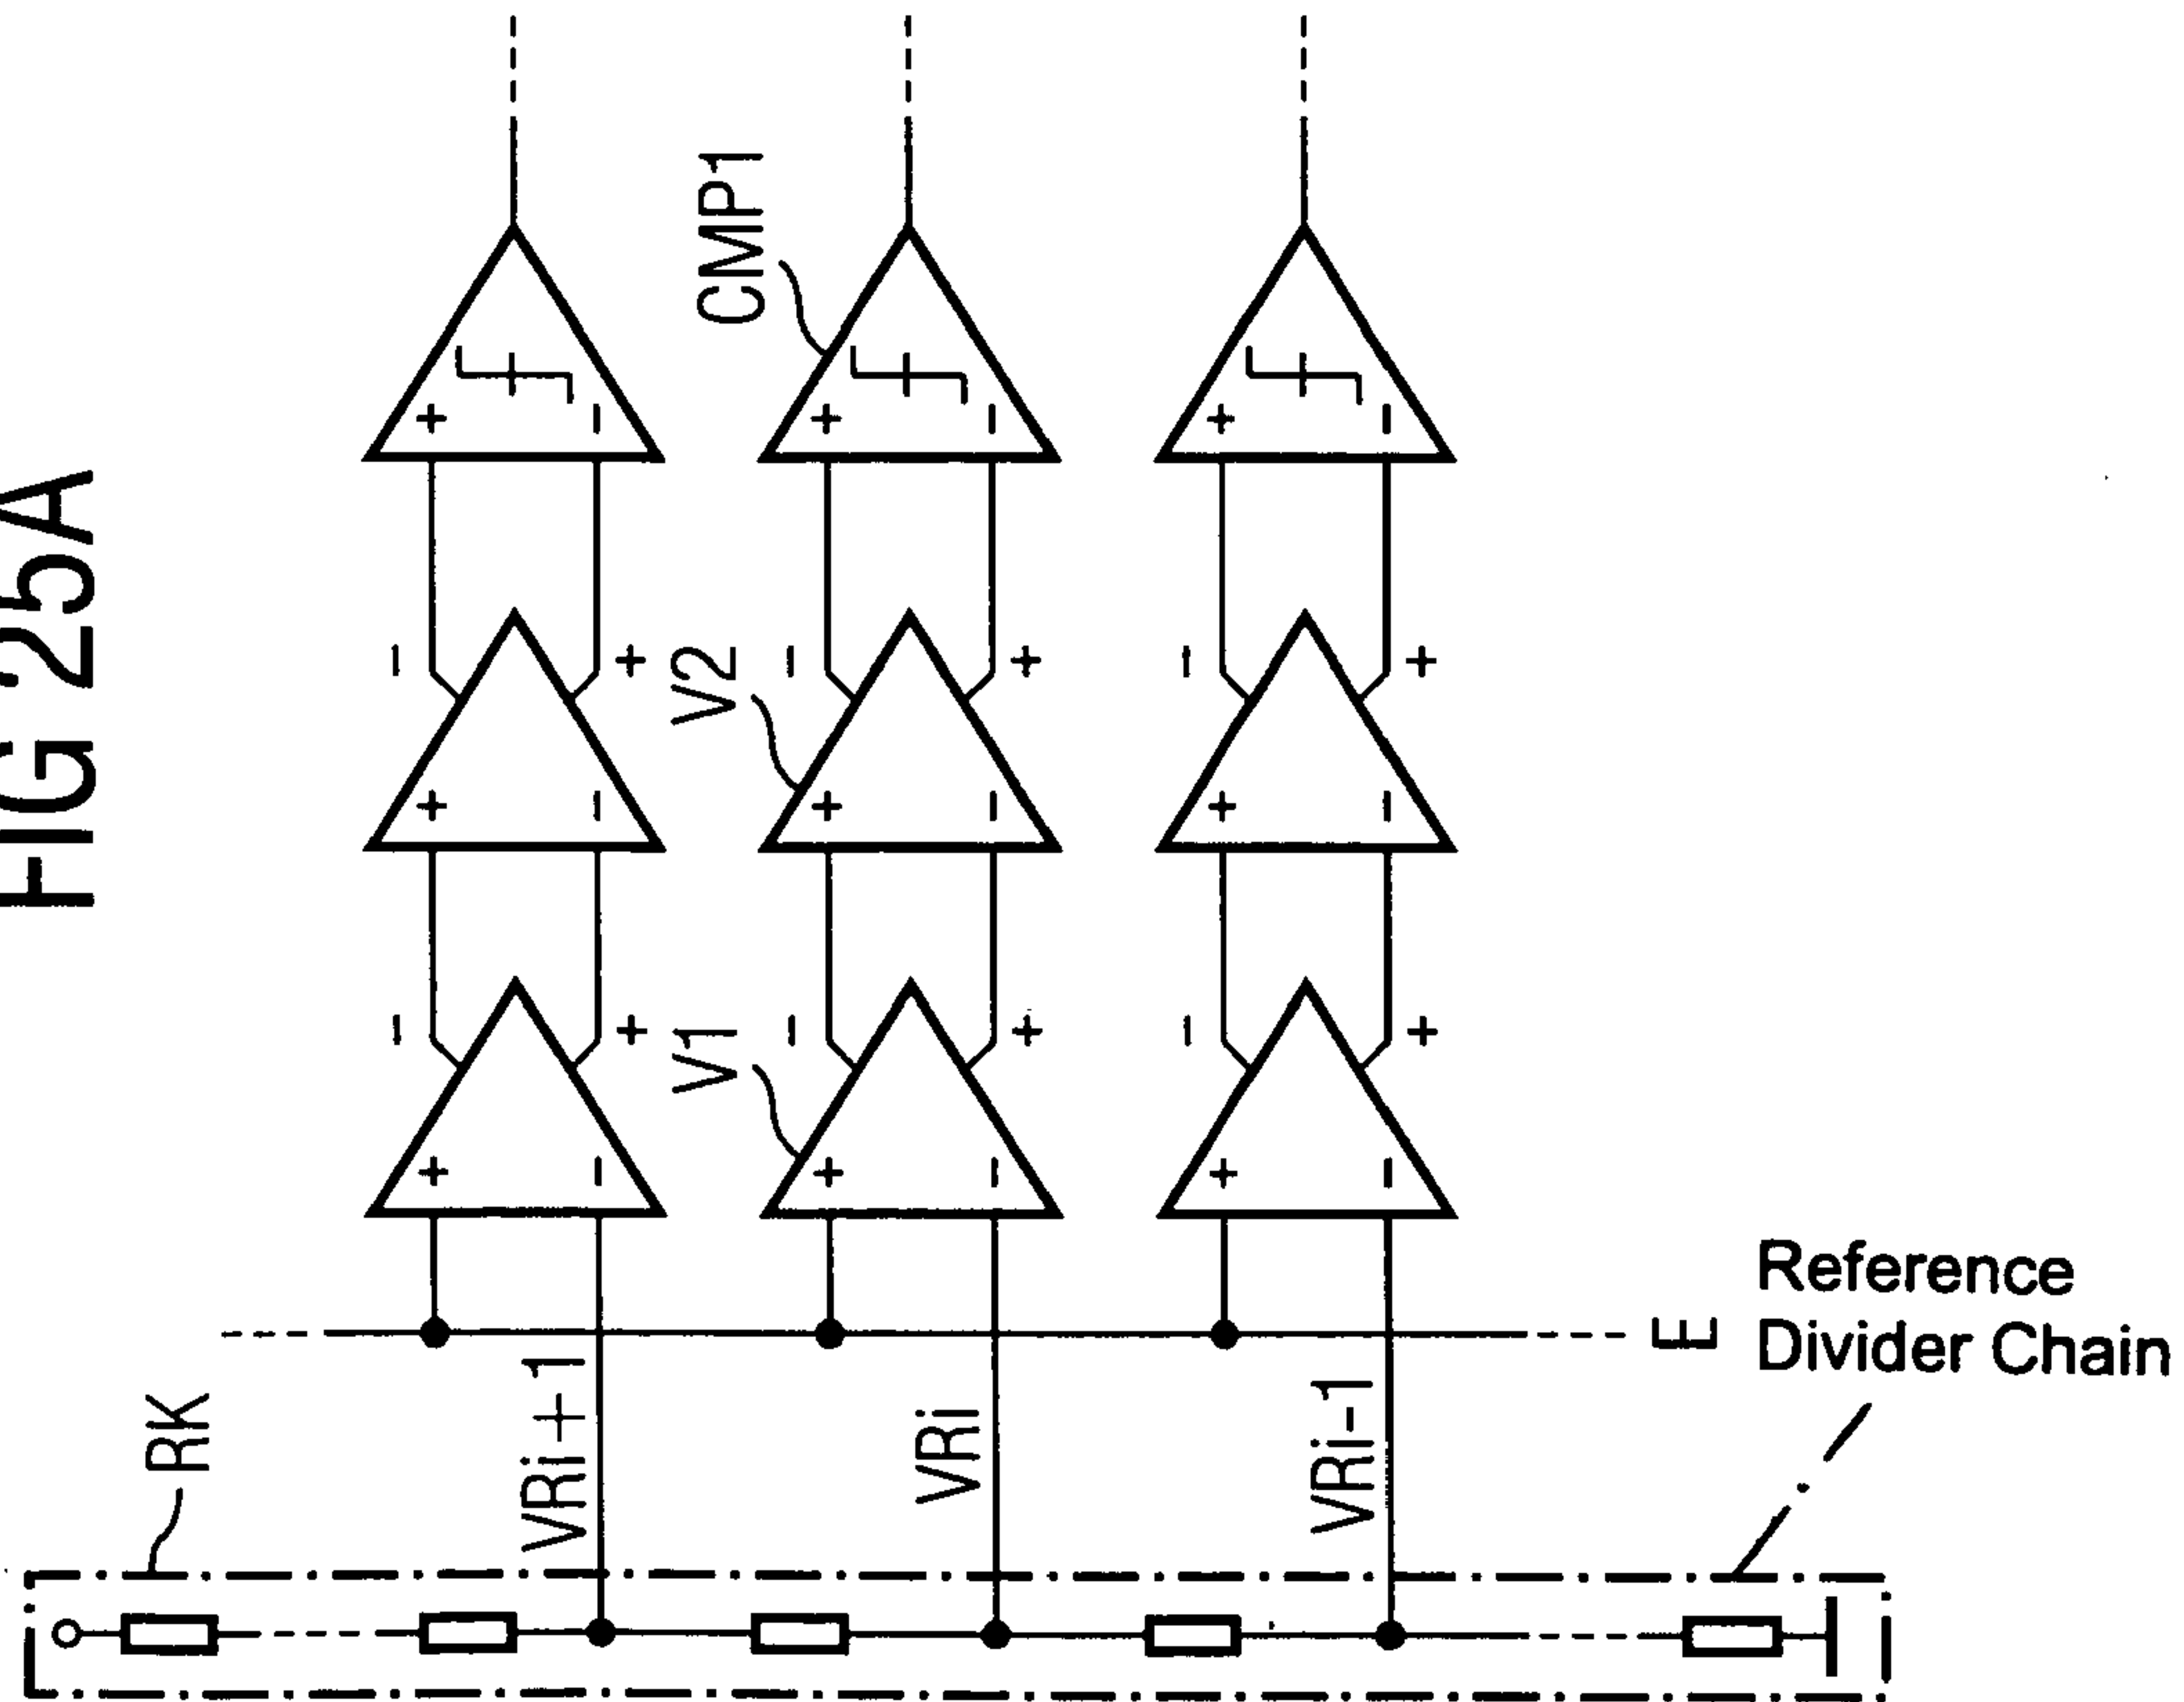 FIG 25A
CMP1
V2
V1
+
-
+
-
+
-
-
+
-
+
-
+
+
-
+
-
+
-
-
+
-
+
-
+
+
-
+
-
+
-
RK
VRi+1
VRi
VRi-1
E
Reference
Divider Chain